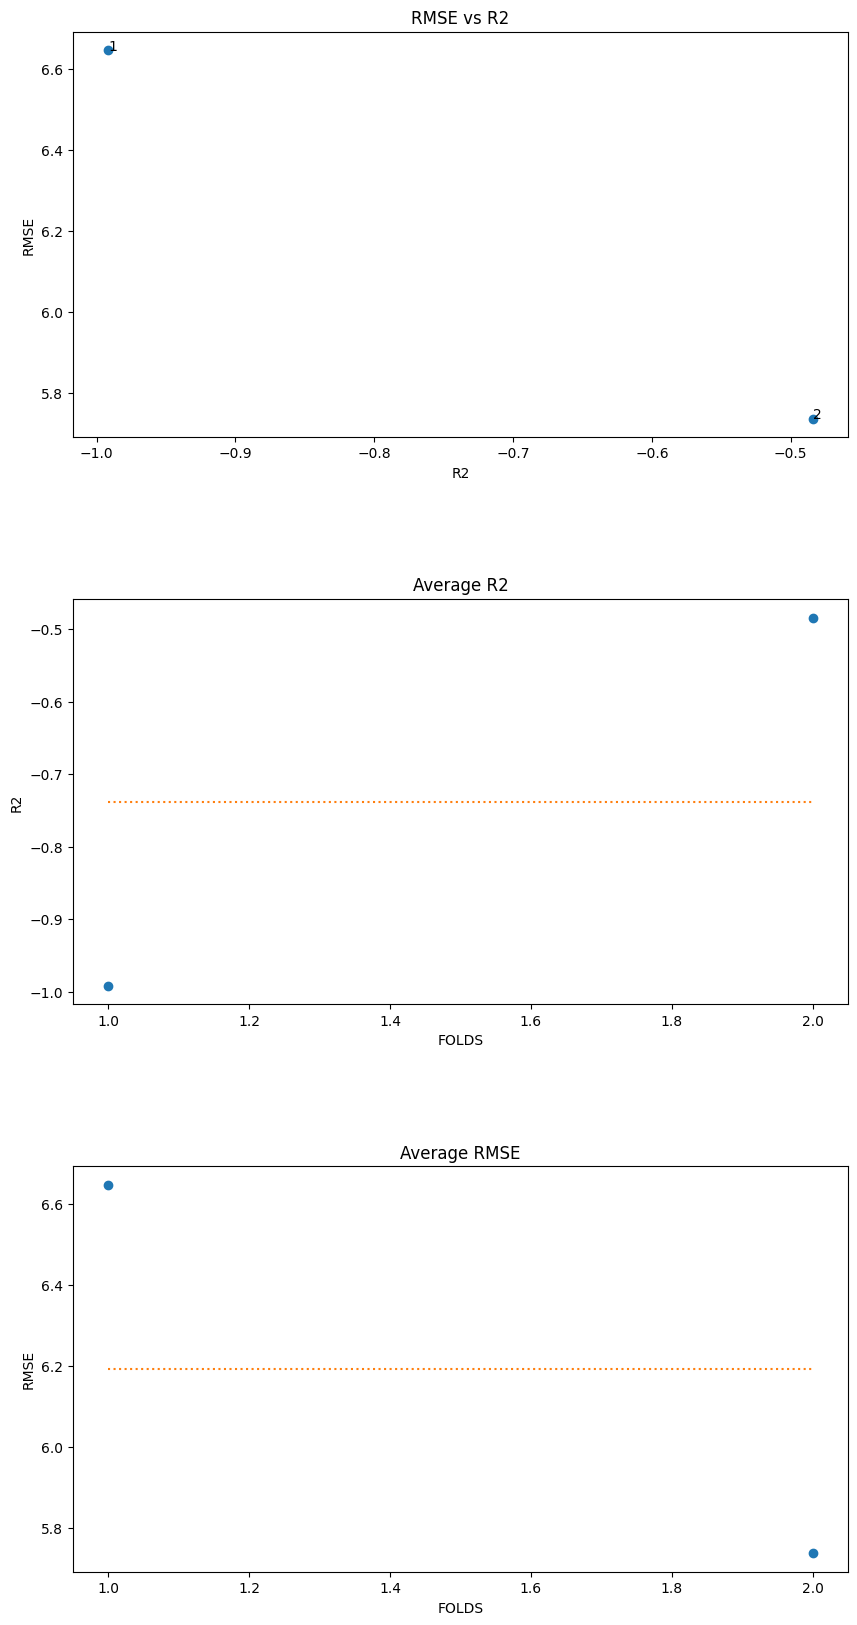 RMSE vs R2
1
6.6
6.4
6.2
6.0
5.8
RMSE
2
−1.0 −0.9 −0.8 −0.7 −0.6 −0.5
R2
Average R2
−0.5
−0.6
−0.7
−0.8
−0.9
−1.0
R2
1.0 1.2 1.4 1.6 1.8 2.0
FOLDS
Average RMSE
6.6
6.4
6.2
6.0
5.8
RMSE
1.0 1.2 1.4 1.6 1.8 2.0
FOLDS